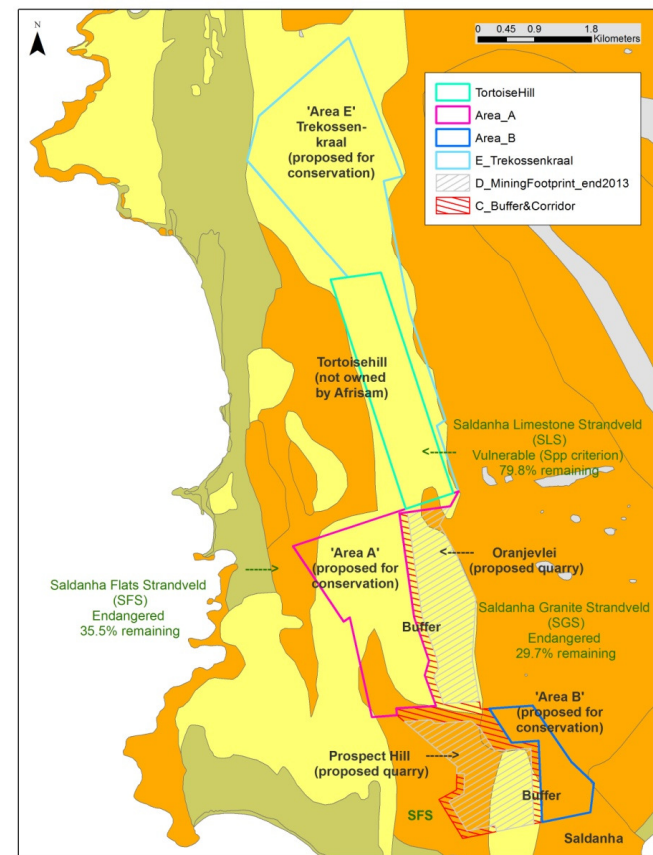 N
0 0.45 0.9 1.8
Kilometers
TortoiseHill
Area_A
Area_B
E_Trekossenkraal
D_MiningFootprint_end2013
C_Buffer&Corridor
'Area E'
Trekossen-
kraal
(proposed for
conservation)
Tortoisehill
(not owned
by Afrisam)
Saldanha Limestone Strandveld
(SLS)
Vulnerable (Spp criterion)
79.8% remaining
'Area A'
(proposed for
conservation)
Oranjevlei
(proposed quarry)
Saldanha Flats Strandveld
(SFS)
Endangered
35.5% remaining
Saldanha Granite Strandveld
(SGS)
Endangered
29.7% remaining
Buffer
'Area B'
(proposed for
conservation)
Prospect Hill
(proposed quarry)
Buffer
SFS
Saldanha